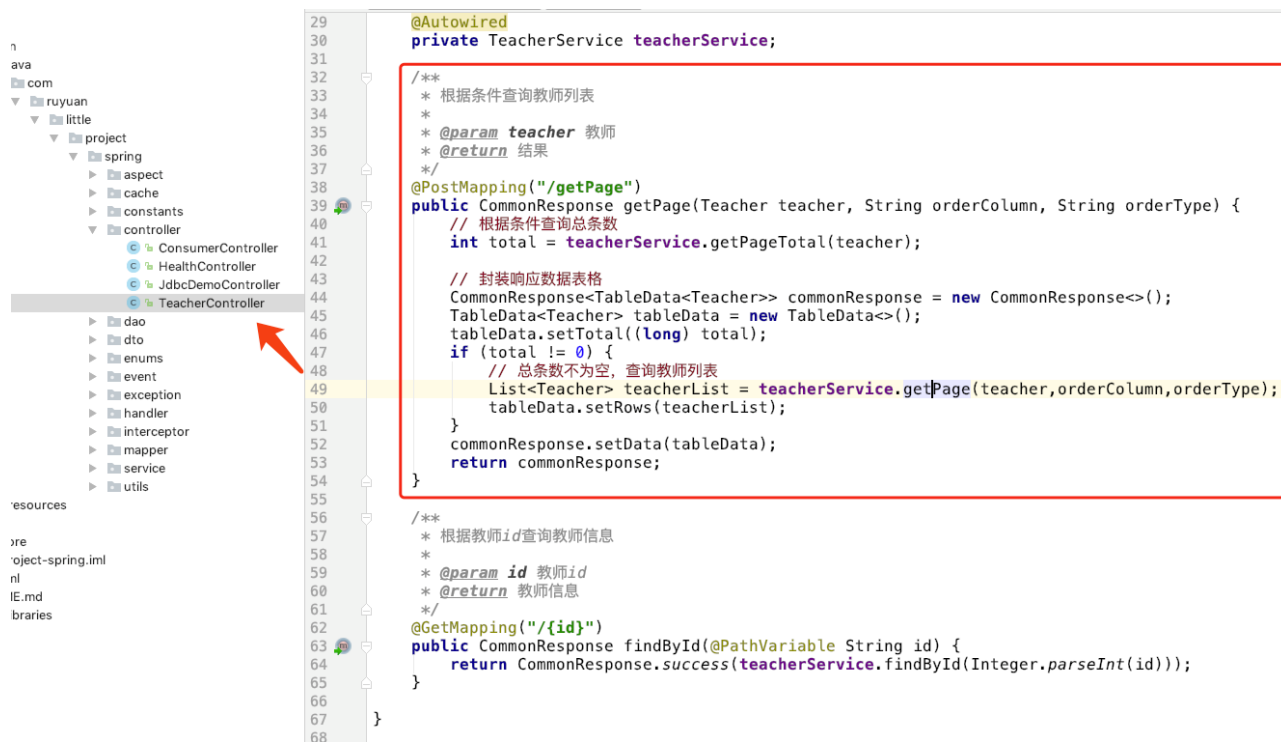 ava
com
ruyuan
little
project
spring
aspect
cache
constants
controller
ConsumerController
HealthController
JdbcDemoController
TeacherController
dao
dto
enums
event
exception
handler
interceptor
mapper
service
utils
resources
ore
roject-spring.iml
ml
ME.md
ibraries
29 @Autowired
30 private TeacherService teacherService;
31
32 /**
33 * 根据条件查询教师列表
34 *
35 * @param teacher 教师
36 * @return 结果
37 */
38 @PostMapping("/getPage")
39 public CommonResponse getPage(Teacher teacher, String orderColumn, String orderType) {
40 // 根据条件查询总条数
41 int total = teacherService.getPageTotal(teacher);
42
43 // 封装响应数据表格
44 CommonResponse<TableData<Teacher>> commonResponse = new CommonResponse<>();
45 TableData<Teacher> tableData = new TableData<>();
46 tableData.setTotal((long) total);
47 if (total != 0) {
48 // 总条数不为空，查询教师列表
49 List<Teacher> teacherList = teacherService.getPage(teacher,orderColumn,orderType);
50 tableData.setRows(teacherList);
51 }
52 commonResponse.setData(tableData);
53 return commonResponse;
54 }
55
56 /**
57 * 根据教师id查询教师信息
58 *
59 * @param id 教师id
60 * @return 教师信息
61 */
62 @GetMapping("/{id}")
63 public CommonResponse findById(@PathVariable String id) {
64 return CommonResponse.success(teacherService.findById(Integer.parseInt(id)));
65 }
66
67 }
68